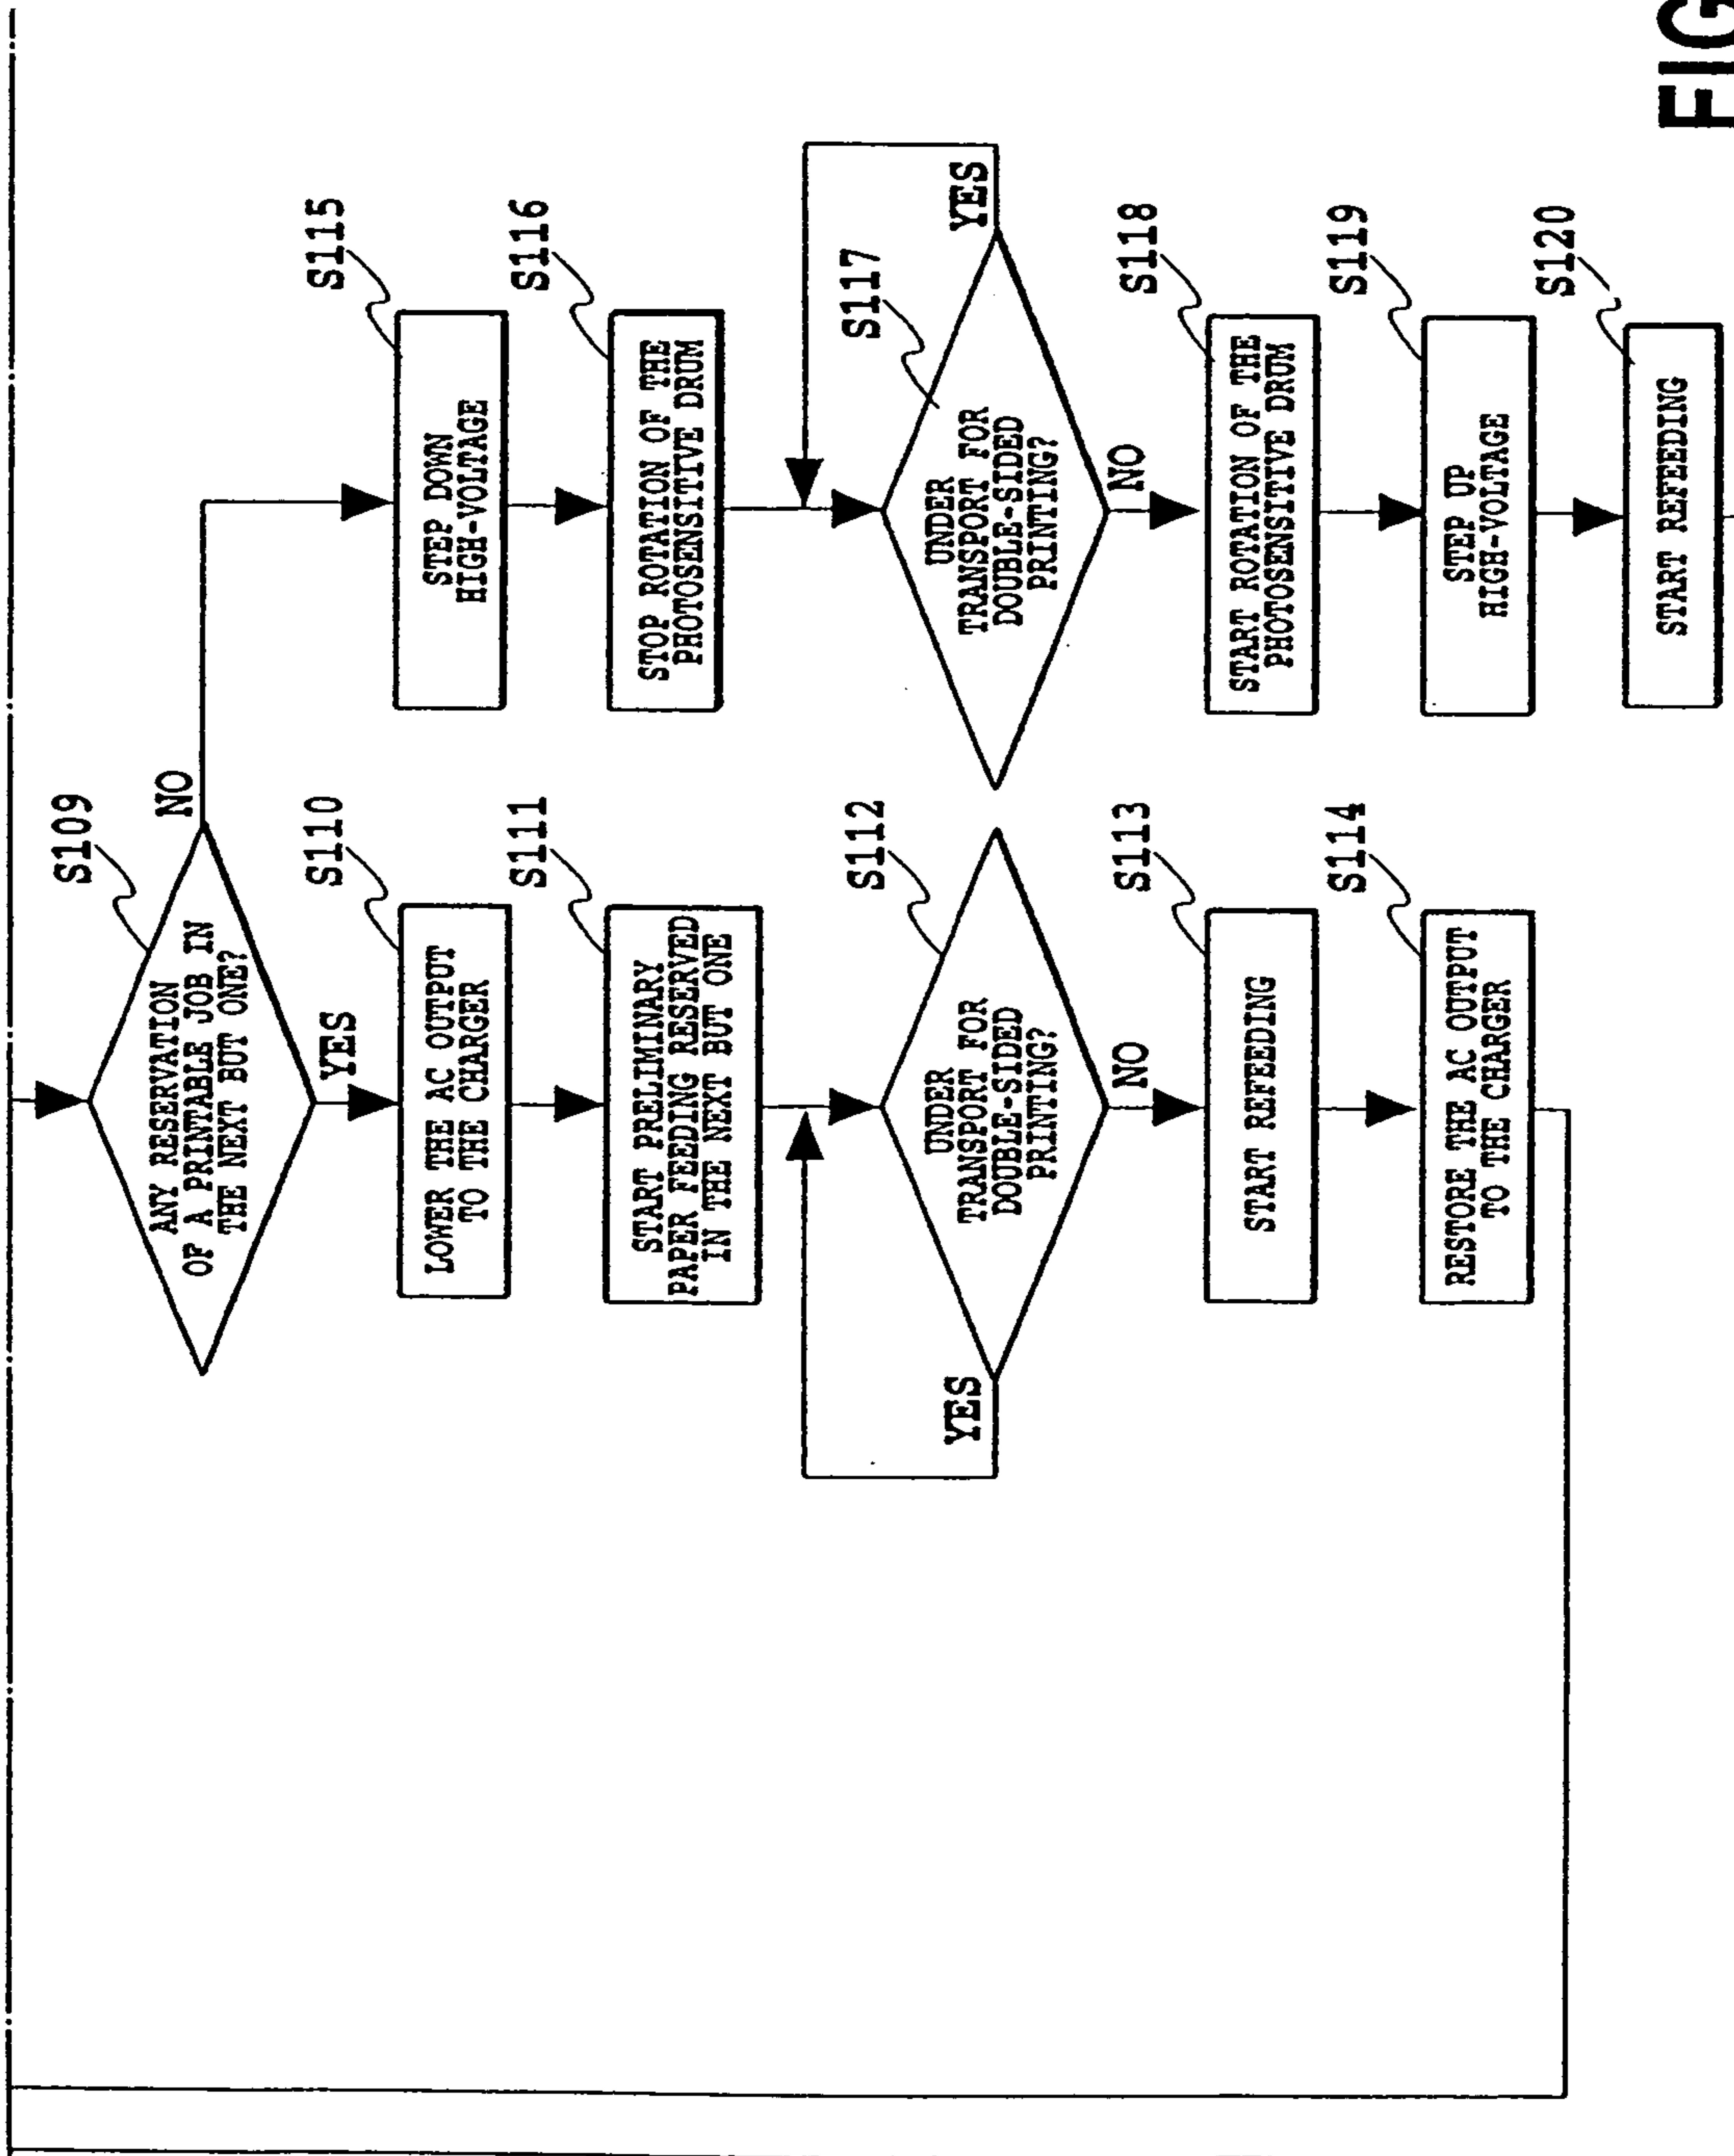 S109
ANY RESERVATION
OF A PRINTABLE JOB IN
THE NEXT BUT ONE?
NO
YES
S110
LOWER THE AC OUTPUT
TO THE CHARGER
S111
START PRELIMINARY
PAPER FEEDING RESERVED
IN THE NEXT BUT ONE
S112
UNDER
TRANSPORT FOR
DOUBLE-SIDED
PRINTING?
YES
NO
S113
START REFEEDING
S114
RESTORE THE AC OUTPUT
TO THE CHARGER
S115
STEP DOWN
HIGH-VOLTAGE
S116
STOP ROTATION OF THE
PHOTOSENSITIVE DRUM
S117
UNDER
TRANSPORT FOR
DOUBLE-SIDED
PRINTING?
YES
NO
S118
START ROTATION OF THE
PHOTOSENSITIVE DRUM
S119
STEP UP
HIGH-VOLTAGE
S120
START REFEEDING
FIG